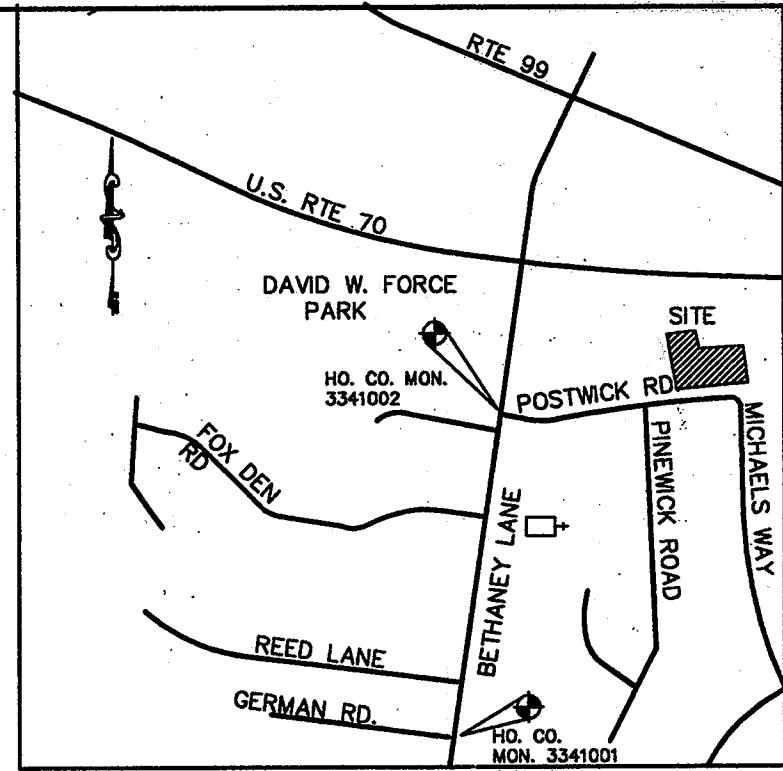 RTE 99
U.S. RTE 70
DAVID W. FORCE
PARK
SITE
HO. CO. MON.
3341002
POSTWICK RD
FOX DEN
RD
MICHAELS WAY
PINEWICK ROAD
BETHANEY LANE
REED LANE
GERMAN RD.
HO. CO.
MON. 3341001